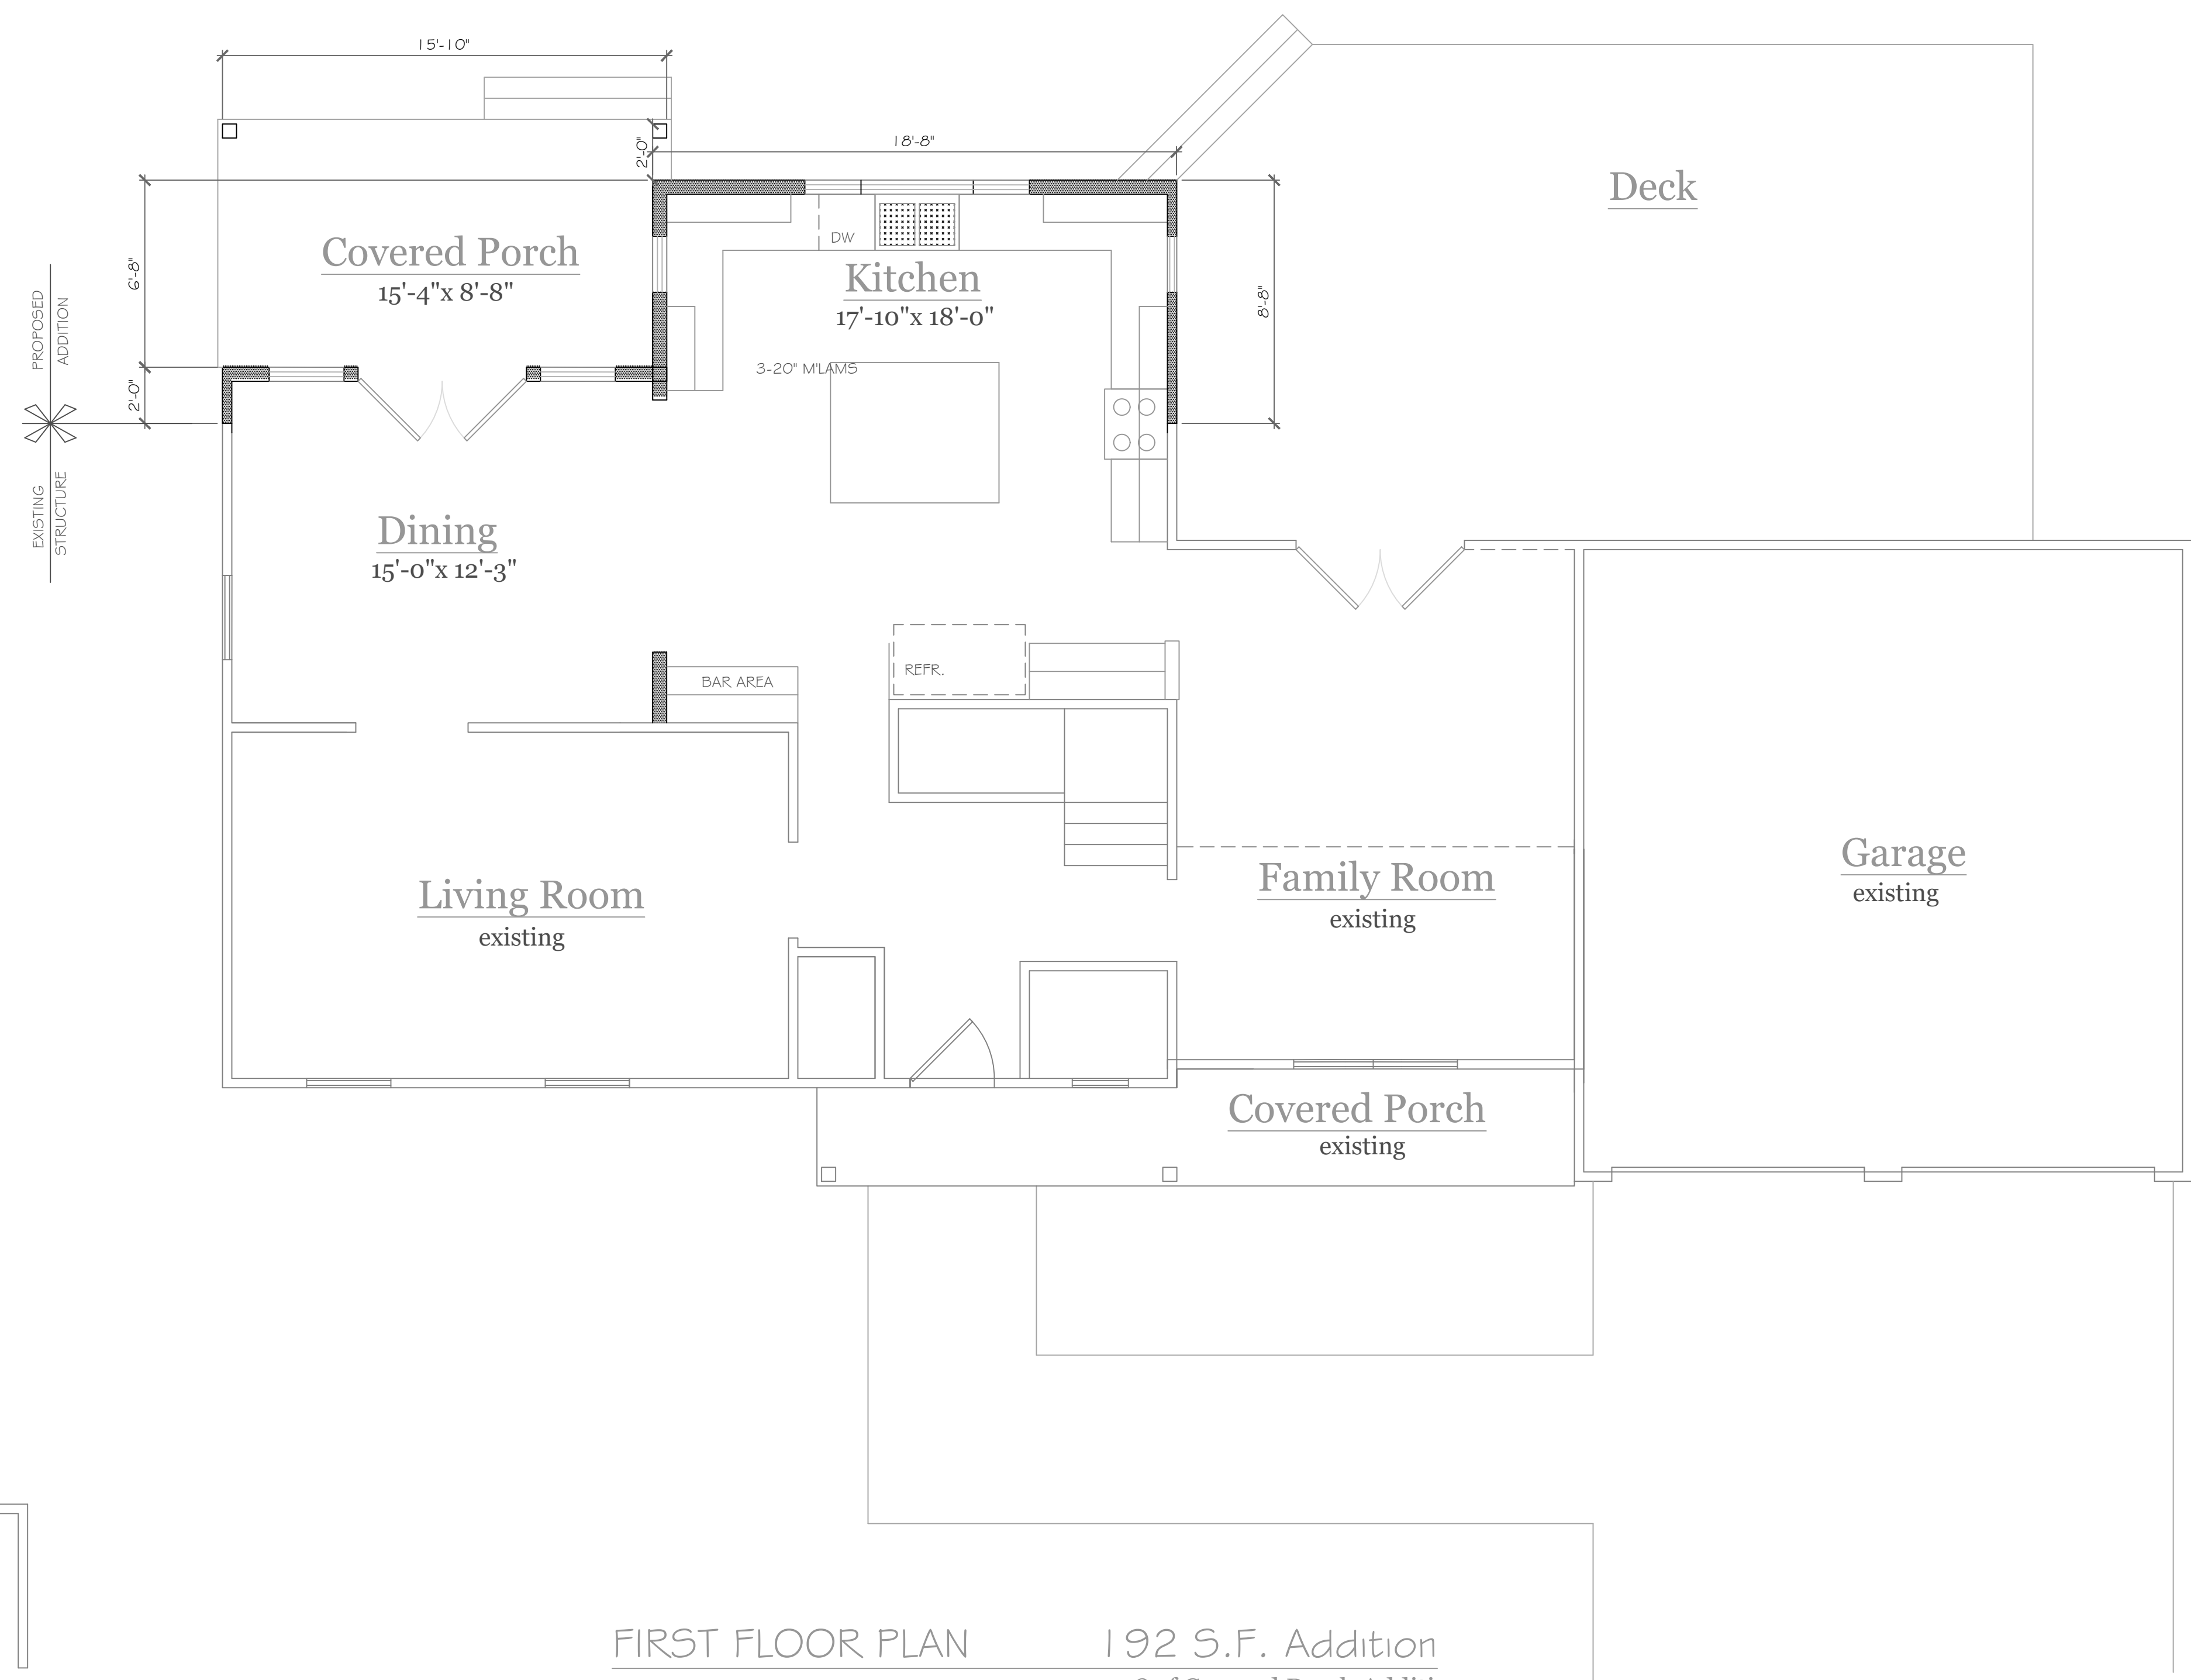 15'-10"
18'-8"
2'-0"
Deck
Covered Porch
15'-4"x 8'-8"
DW
Kitchen
17'-10"x 18'-0"
6'-8"
8'-8"
PROPOSED
ADDITION
3-20" M'LAMS
2'-0"
EXISTING
STRUCTURE
Dining
15'-0"x 12'-3"
REFR.
BAR AREA
Living Room
existing
Family Room
existing
Garage
existing
Covered Porch
existing
FIRST FLOOR PLAN 192 S.F. Addition